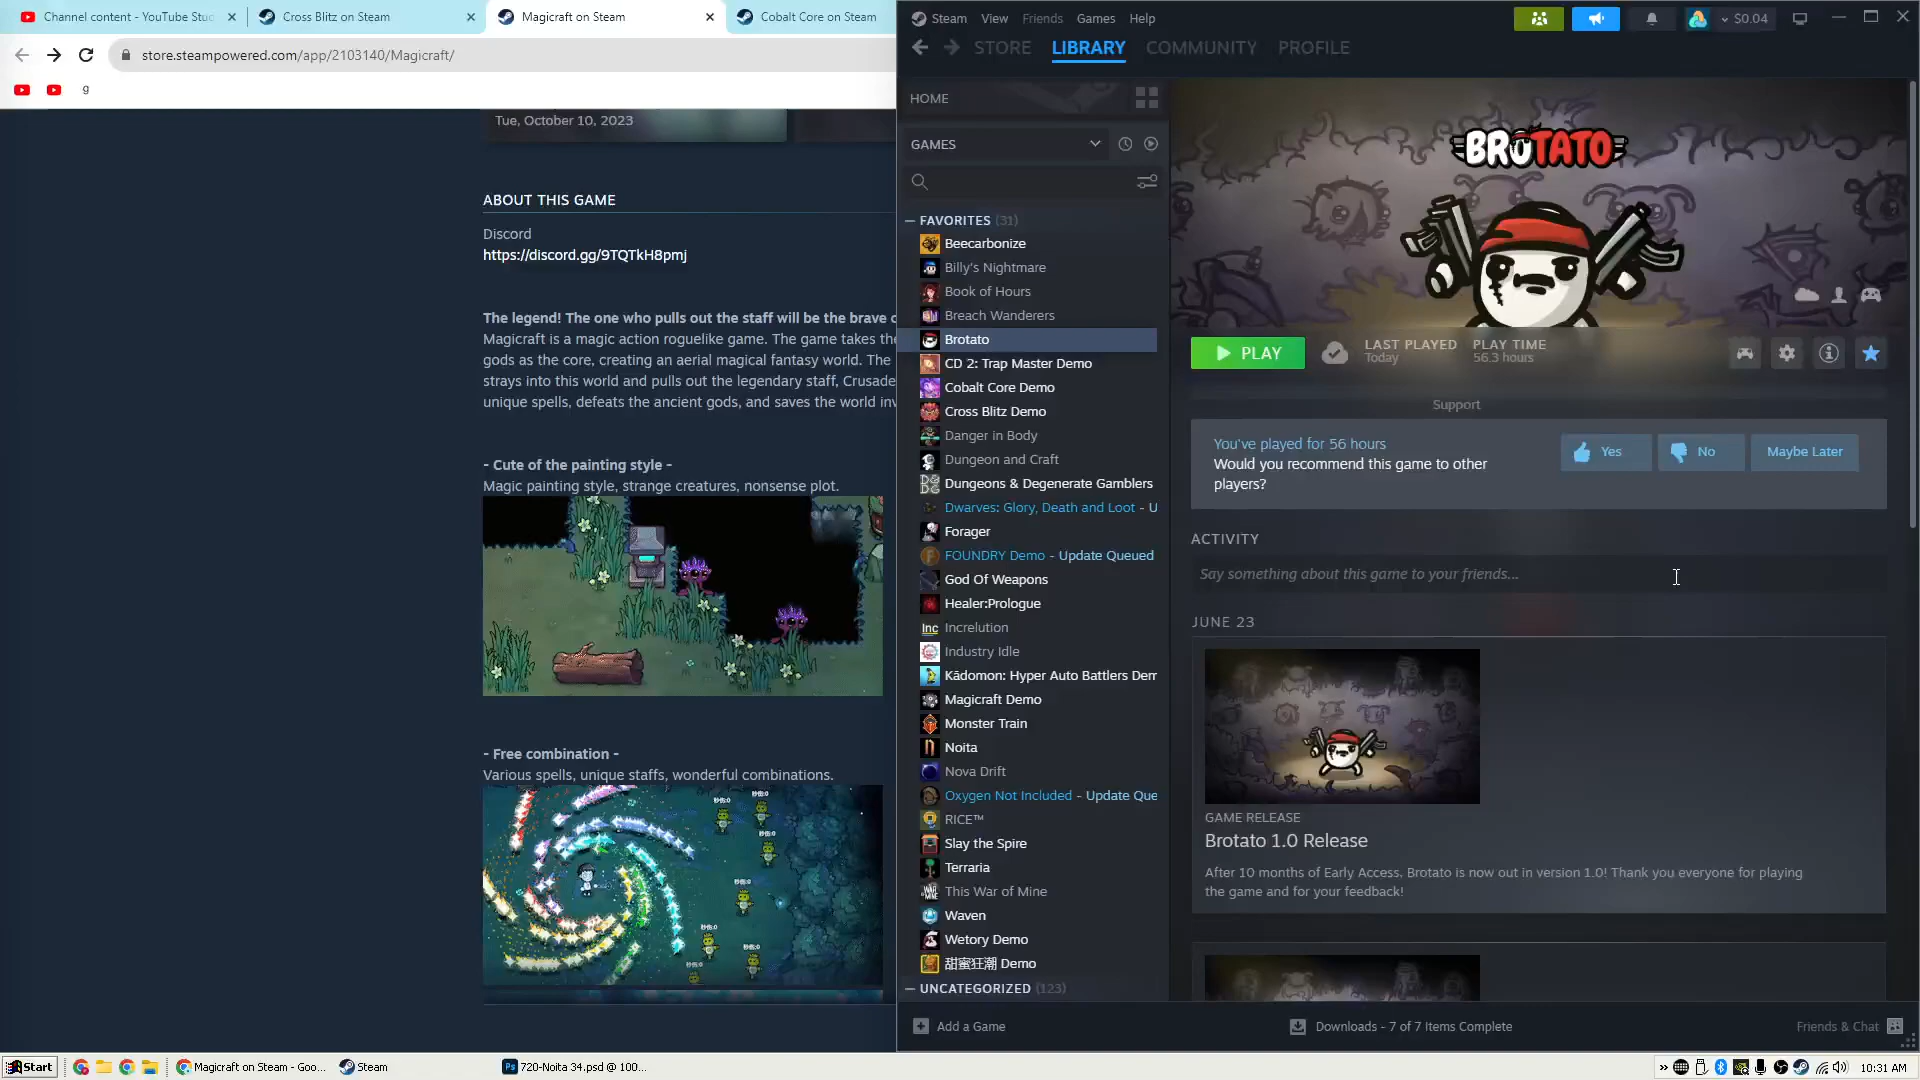 Channel content - YouTube Stud
Cross Blitz on Steam
Magicraft on Steam
Cobalt Core on Steam
store.steampowered.com/app/2103140/Magicraft/
g
Tue, October 10, 2023
ABOUT THIS GAME
Discord
https://discord.gg/9TQTkH8pmj
The legend! The one who pulls out the staff will be the brave
Magicraft is a magic action roguelike game. The game takes the
gods as the core, creating an aerial magical fantasy world. The
strays into this world and pulls out the legendary staff, Crusade
unique spells, defeats the ancient gods, and saves the world inv
- Cute of the painting style -
Magic painting style, strange creatures, nonsense plot.
- Free combination -
Various spells, unique staffs, wonderful combinations.
Steam View Friends Games Help
$0.04
STORE LIBRARY COMMUNITY PROFILE
HOME
GAMES
— FAVORITES (31)
Beecarbonize
Billy's Nightmare
Book of Hours
Breach Wanderers
Brotato
CD 2: Trap Master Demo
Cobalt Core Demo
Cross Blitz Demo
Danger in Body
Dungeon and Craft
D&DG Dungeons & Degenerate Gamblers
Dwarves: Glory, Death and Loot - U
Forager
FOUNDRY Demo - Update Queued
God Of Weapons
Healer:Prologue
Inc Increlution
Industry Idle
Kādomon: Hyper Auto Battlers Dem
Magicraft Demo
Monster Train
Noita
Nova Drift
Oxygen Not Included - Update Que
RICE™
Slay the Spire
Terraria
This War of Mine
Waven
Wetory Demo
甜蜜狂潮 Demo
— UNCATEGORIZED (123)
BROTATO
PLAY
LAST PLAYED
Today
PLAY TIME
56.3 hours
Support
You've played for 56 hours
Would you recommend this game to other
players?
Yes
No
Maybe Later
ACTIVITY
Say something about this game to your friends...
JUNE 23
GAME RELEASE
Brotato 1.0 Release
After 10 months of Early Access, Brotato is now out in version 1.0! Thank you everyone for playing
the game and for your feedback!
Add a Game
Downloads - 7 of 7 Items Complete
Friends & Chat
Start
Magicraft on Steam - Goo...
Steam
720-Noita 34.psd @ 100...
10:31 AM